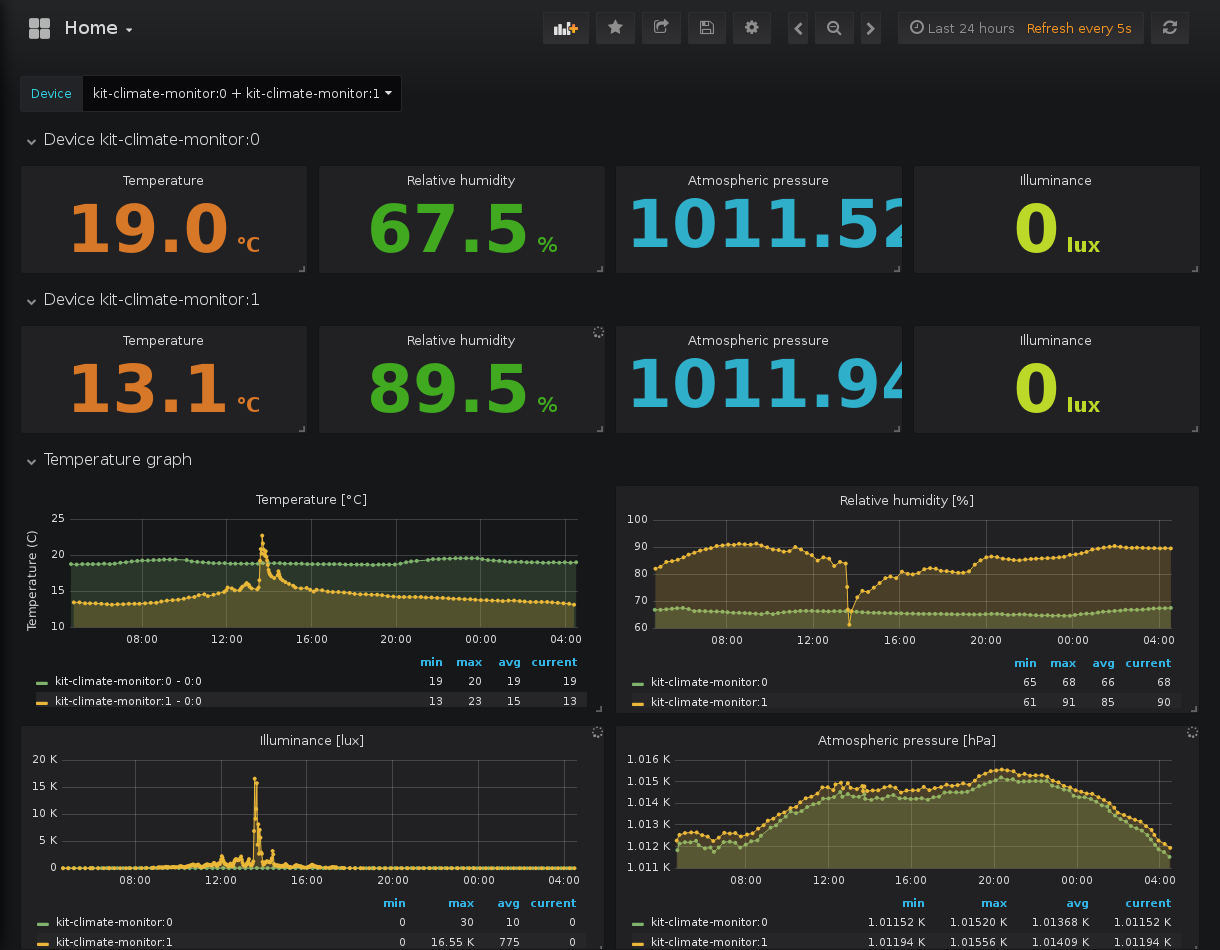 Home
Last 24 hours Refresh every 5s
Device kit-climate-monitor:0 + kit-climate-monitor:1
Device kit-climate-monitor:0
Temperature Relative humidity Atmospheric pressure Illuminance
19.0 °C 67.5 % 1011.52 0 lux
Device kit-climate-monitor:1
Temperature Relative humidity Atmospheric pressure Illuminance
13.1 °C 89.5 % 1011.94 0 lux
Temperature graph
Temperature [°C]
Temperature (C)
25
20
15
10
08:00 12:00 16:00 20:00 00:00 04:00
min max avg current
kit-climate-monitor:0 - 0:0 19 20 19 19
kit-climate-monitor:1 - 0:0 13 23 15 13
Relative humidity [%]
100
90
80
70
60
08:00 12:00 16:00 20:00 00:00 04:00
min max avg current
kit-climate-monitor:0 65 68 66 68
kit-climate-monitor:1 61 91 85 90
Illuminance [lux]
20 K
15 K
10 K
5 K
0
08:00 12:00 16:00 20:00 00:00 04:00
min max avg current
kit-climate-monitor:0 0 30 10 0
kit-climate-monitor:1 0 16.55 K 775 0
Atmospheric pressure [hPa]
1.016 K
1.015 K
1.014 K
1.013 K
1.012 K
1.011 K
08:00 12:00 16:00 20:00 00:00 04:00
min max avg current
kit-climate-monitor:0 1.01152 K 1.01520 K 1.01368 K 1.01152 K
kit-climate-monitor:1 1.01194 K 1.01556 K 1.01409 K 1.01194 K